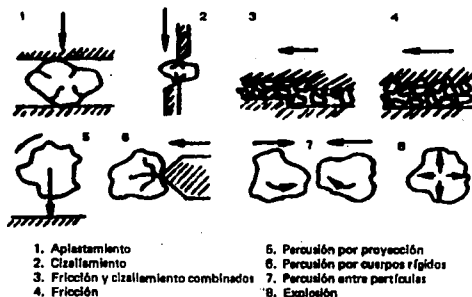 1
2
3
4
5
6
7
8
1. Aplastamiento
2. Cizallamiento
3. Fricción y cizallamiento combinados
4. Fricción
5. Percusión por proyección
6. Percusión por cuerpos rígidos
7. Percusión entre partículas
8. Explosión